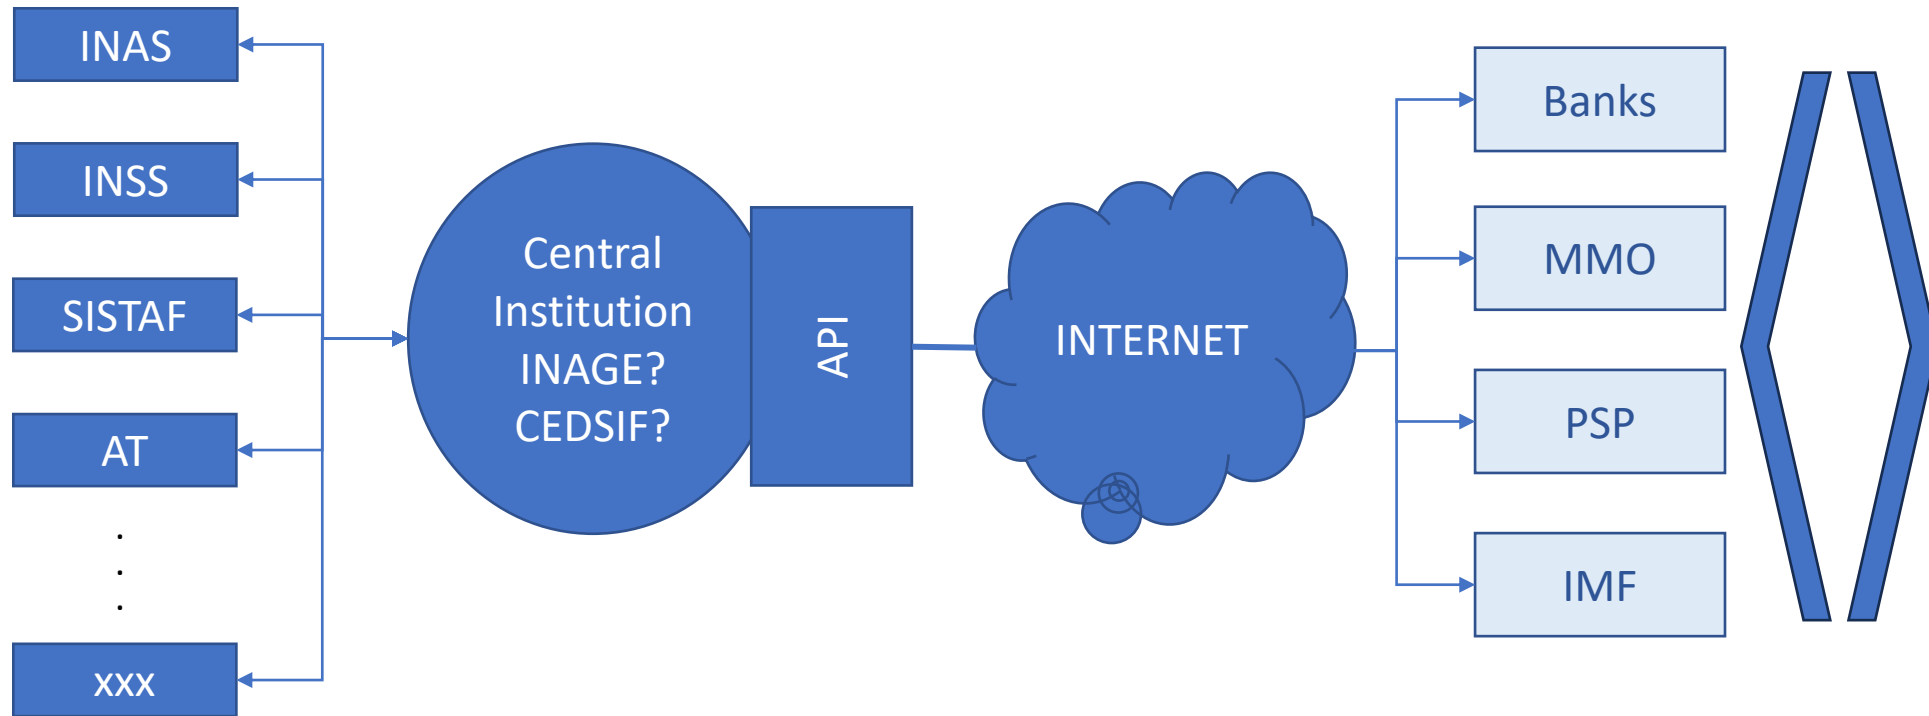 INAS
INSS
SISTAF
AT
.
.
.
xxx
Central
Institution
INAGE?
CEDSIF?
API
INTERNET
Banks
MMO
PSP
IMF